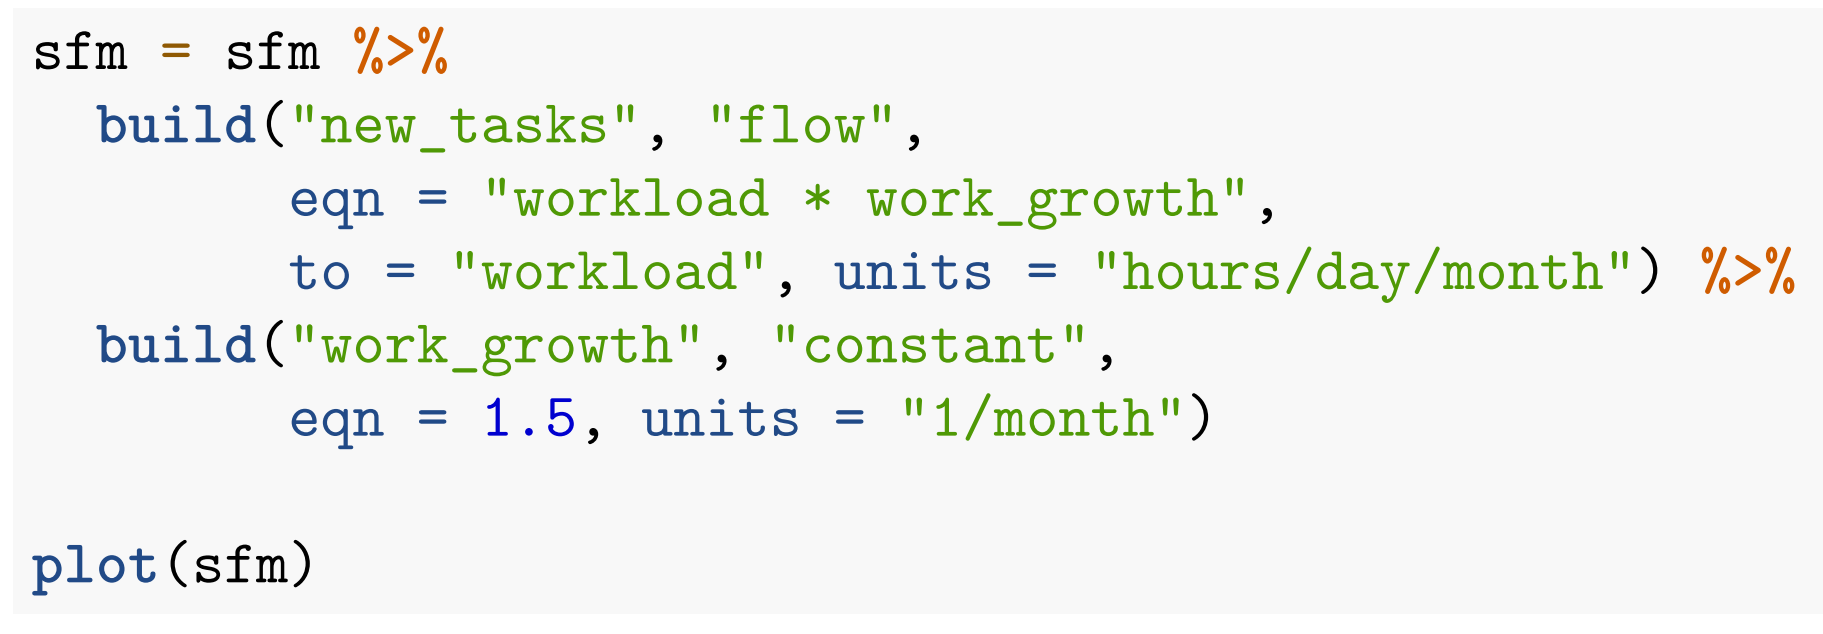 sfm = sfm %>%
  build("new_tasks", "flow",
        eqn = "workload * work_growth",
        to = "workload", units = "hours/day/month") %>%
  build("work_growth", "constant",
        eqn = 1.5, units = "1/month")

plot(sfm)